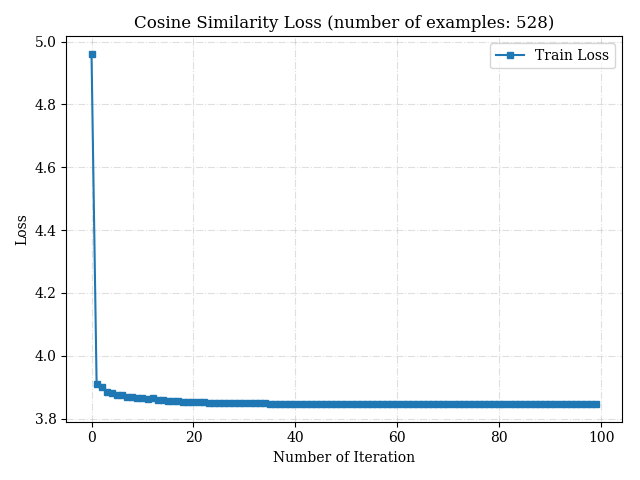 Cosine Similarity Loss (number of examples: 528)
Train Loss
5.0
4.8
4.6
4.4
4.2
4.0
3.8
Loss
0 20 40 60 80 100
Number of Iteration